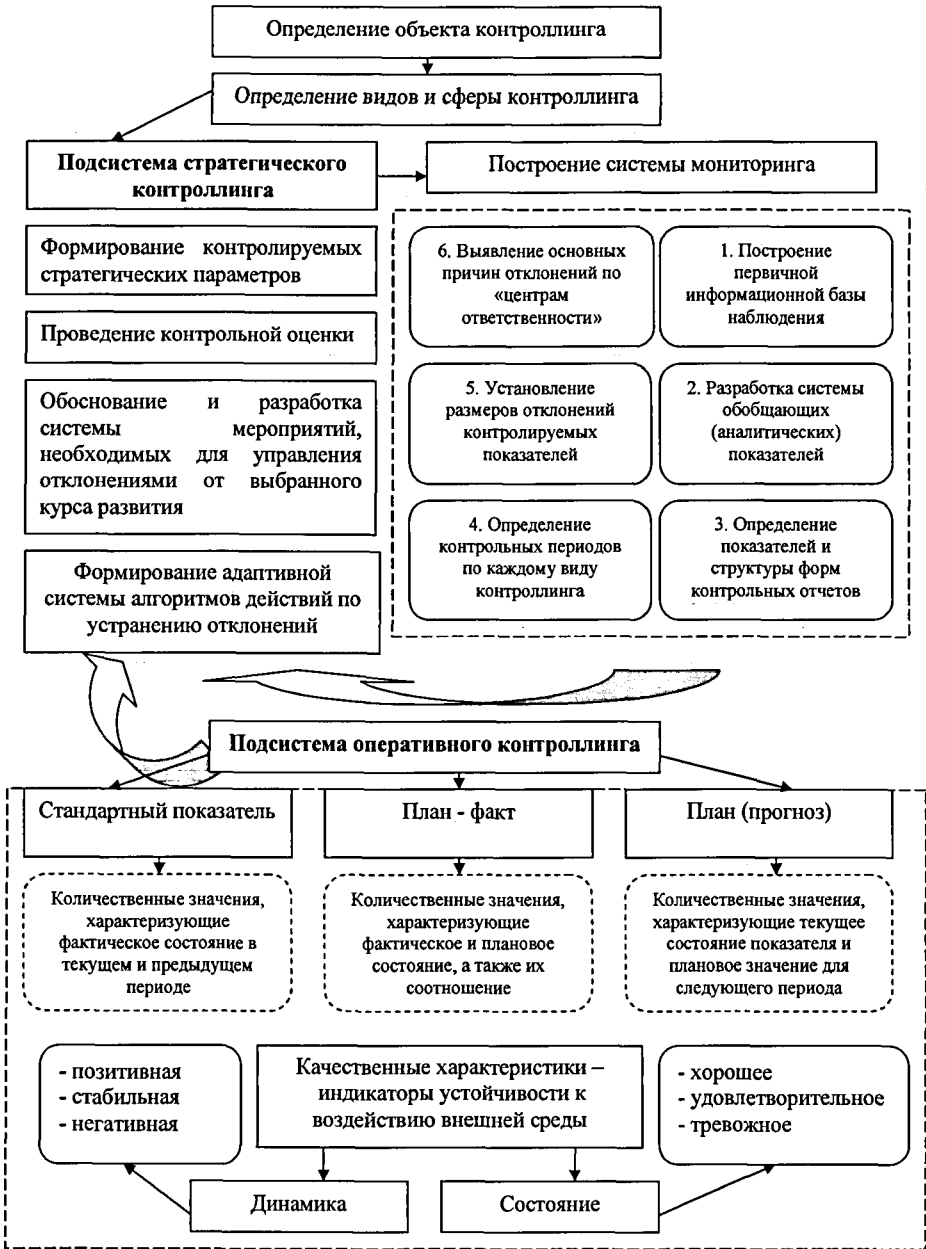 Определение объекта контроллинга
Определение видов и сферы контроллинга
Подсистема стратегического
контроллинга
Построение системы мониторинга
Формирование контролируемых
стратегических параметров
Проведение контрольной оценки
Обоснование и разработка
системы мероприятий,
необходимых для управления
отклонениями от выбранного
курса развития
Формирование адаптивной
системы алгоритмов действий по
устранению отклонений
6. Выявление основных
причин отклонений по
«центрам
ответственности»
1. Построение
первичной
информационной базы
наблюдения
5. Установление
размеров отклонений
контролируемых
показателей
2. Разработка системы
обобщающих
(аналитических)
показателей
4. Определение
контрольных периодов
по каждому виду
контроллинга
3. Определение
показателей и
структуры форм
контрольных отчетов
Подсистема оперативного контроллинга
Стандартный показатель
План - факт
План (прогноз)
Количественные значения,
характеризующие
фактическое состояние в
текущем и предыдущем
периоде
Количественные значения,
характеризующие
фактическое и плановое
состояние, а также их
соотношение
Количественные значения,
характеризующие текущее
состояние показателя и
плановое значение для
следующего периода
- позитивная
- стабильная
- негативная
Качественные характеристики –
индикаторы устойчивости к
воздействию внешней среды
- хорошее
- удовлетворительное
- тревожное
Динамика
Состояние